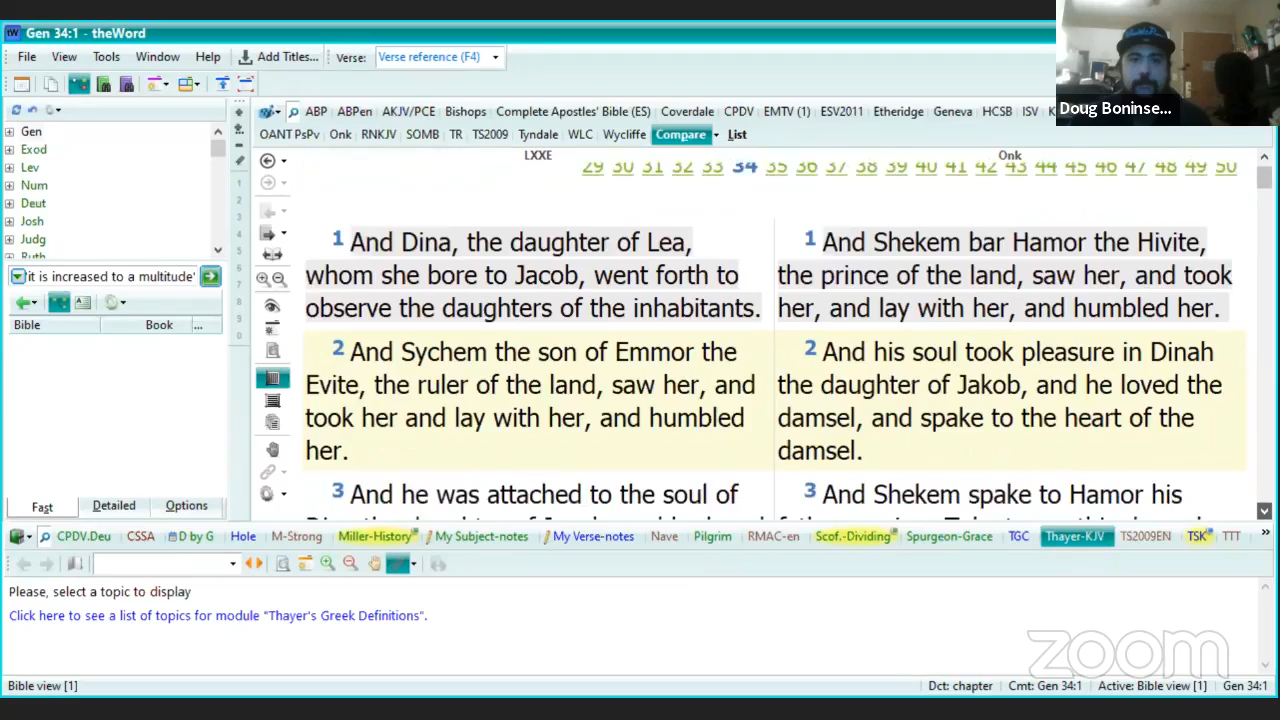 Gen 34:1 - theWord
File View Tools Window Help Add Titles... Verse: Verse reference (F4)
Doug Boninse...
ABP ABPen AKJV/PCE Bishops Complete Apostles' Bible (ES) Coverdale CPDV EMTV (1) ESV2011 Etheridge Geneva HCSB ISV
OANT PsPv Onk RNKJV SOMB TR TS2009 Tyndale WLC Wycliffe Compare List
Gen
Exod
Lev
Num
Deut
Josh
Judg
Ruth
it is increased to a multitude'
Bible Book ...
Fast Detailed Options
1
2
3
4
5
6
7
8
9
0
LXXE Onk
29 30 31 32 33 34 35 36 37 38 39 40 41 42 43 44 45 46 47 48 49 50
1 And Dina, the daughter of Lea,
whom she bore to Jacob, went forth to
observe the daughters of the inhabitants.
2 And Sychem the son of Emmor the
Evite, the ruler of the land, saw her, and
took her and lay with her, and humbled
her.
3 And he was attached to the soul of
1 And Shekem bar Hamor the Hivite,
the prince of the land, saw her, and took
her, and lay with her, and humbled her.
2 And his soul took pleasure in Dinah
the daughter of Jakob, and he loved the
damsel, and spake to the heart of the
damsel.
3 And Shekem spake to Hamor his
CPDV.Deu CSSA D by G Hole M-Strong Miller-History My Subject-notes My Verse-notes Nave Pilgrim RMAC-en Scof.-Dividing Spurgeon-Grace TGC Thayer-KJV TS2009EN TSK TTT »
Please, select a topic to display
Click here to see a list of topics for module "Thayer's Greek Definitions".
zoom
Bible view [1] Dct: chapter Cmt: Gen 34:1 Active: Bible view [1] Gen 34:1